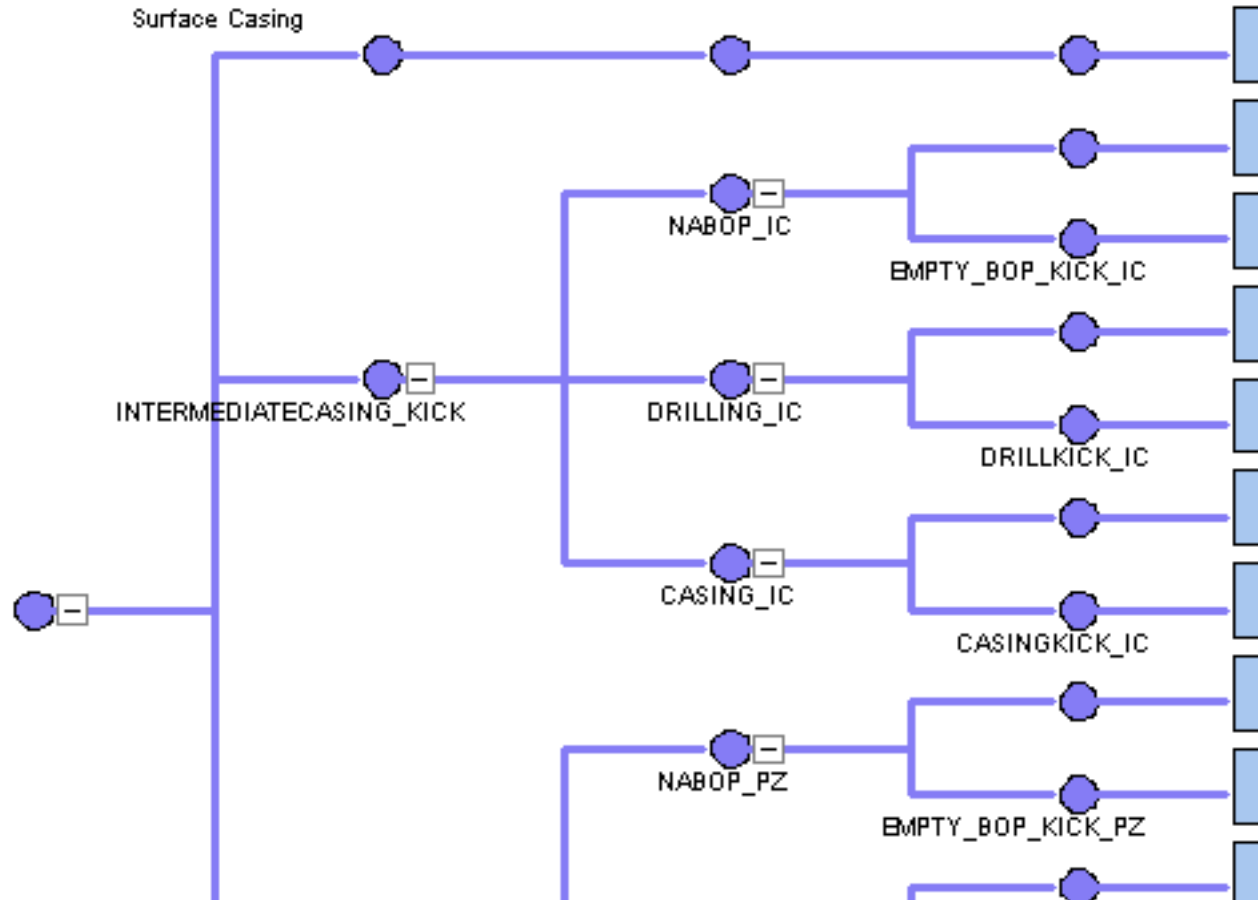 Surface Casing
NABOP_IC
EMPTY_BOP_KICK_IC
INTERMEDIATECASING_KICK
DRILLING_IC
DRILLKICK_IC
CASING_IC
CASINGKICK_IC
NABOP_PZ
EMPTY_BOP_KICK_PZ